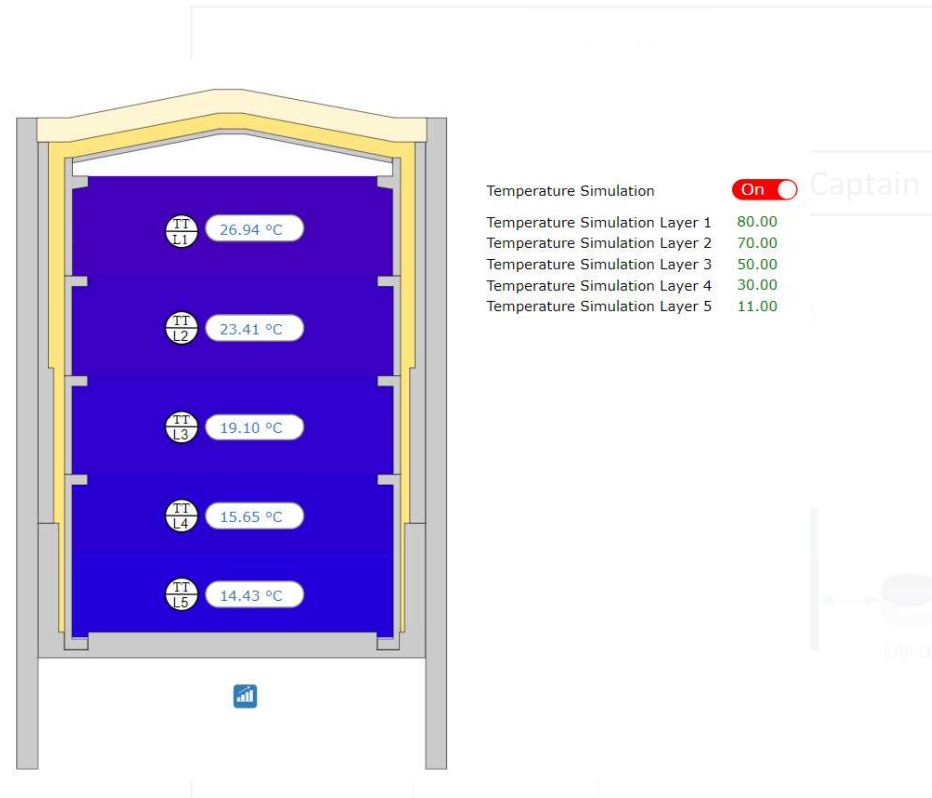 Temperature Simulation On
Captain
Temperature Simulation Layer 1 80.00
Temperature Simulation Layer 2 70.00
Temperature Simulation Layer 3 50.00
Temperature Simulation Layer 4 30.00
Temperature Simulation Layer 5 11.00
TT
L1
26.94 °C
TT
L2
23.41 °C
TT
L3
19.10 °C
TT
L4
15.65 °C
TT
L5
14.43 °C
CAP D